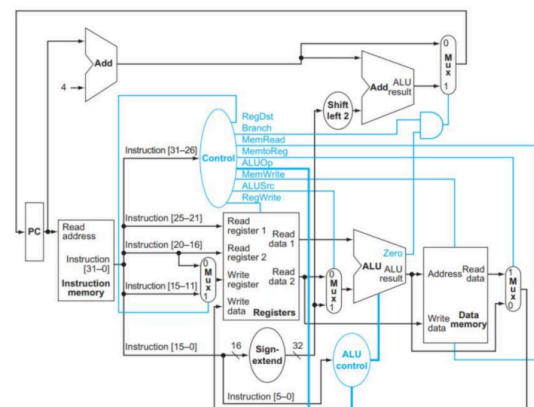 Add
4
Add
ALU
result
Shift
left 2
0
M
u
x
1
RegDst
Branch
MemRead
MemtoReg
ALUOp
MemWrite
ALUSrc
RegWrite
Control
Instruction [31–26]
Instruction [25–21]
Instruction [20–16]
Instruction [15–11]
Instruction [15–0]
Instruction [5–0]
PC
Read
address
Instruction
[31–0]
Instruction
memory
0
M
u
x
1
Read
register 1
Read
register 2
Write
register
Write
data
Read
data 1
Read
data 2
Registers
0
M
u
x
1
Zero
ALU
ALU
result
Address
Read
data
Write
data
Data
memory
1
M
u
x
0
16
Sign-
extend
32
ALU
control